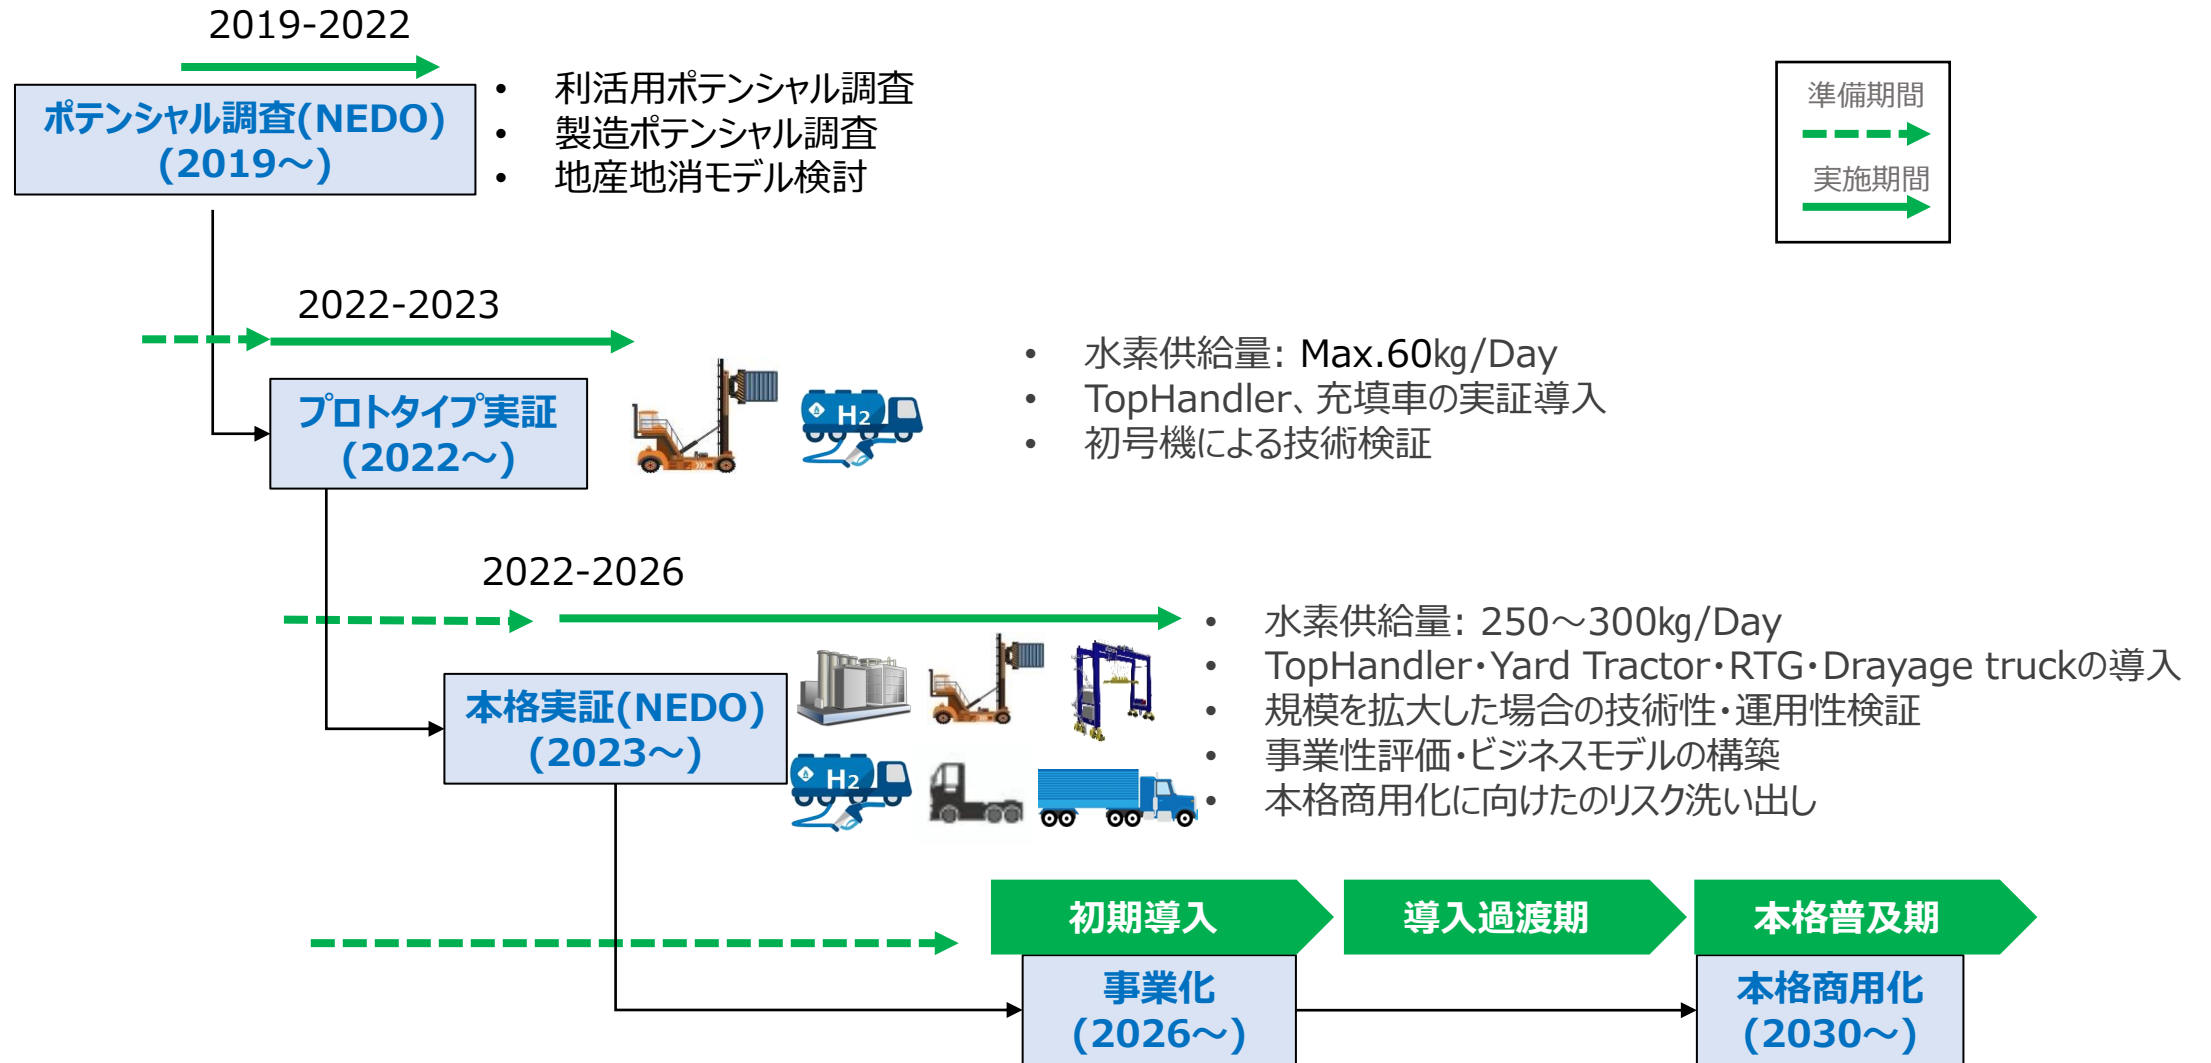 2019-2022
ポテンシャル調査(NEDO)
(2019～)
• 利活用ポテンシャル調査
• 製造ポテンシャル調査
• 地産地消モデル検討
準備期間
実施期間
2022-2023
プロトタイプ実証
(2022～)
H2
• 水素供給量: Max.60kg/Day
• TopHandler、充填車の実証導入
• 初号機による技術検証
2022-2026
本格実証(NEDO)
(2023～)
H2
• 水素供給量: 250～300kg/Day
• TopHandler・Yard Tractor・RTG・Drayage truckの導入
• 規模を拡大した場合の技術性・運用性検証
• 事業性評価・ビジネスモデルの構築
• 本格商用化に向けたのリスク洗い出し
初期導入
導入過渡期
本格普及期
事業化
(2026～)
本格商用化
(2030～)